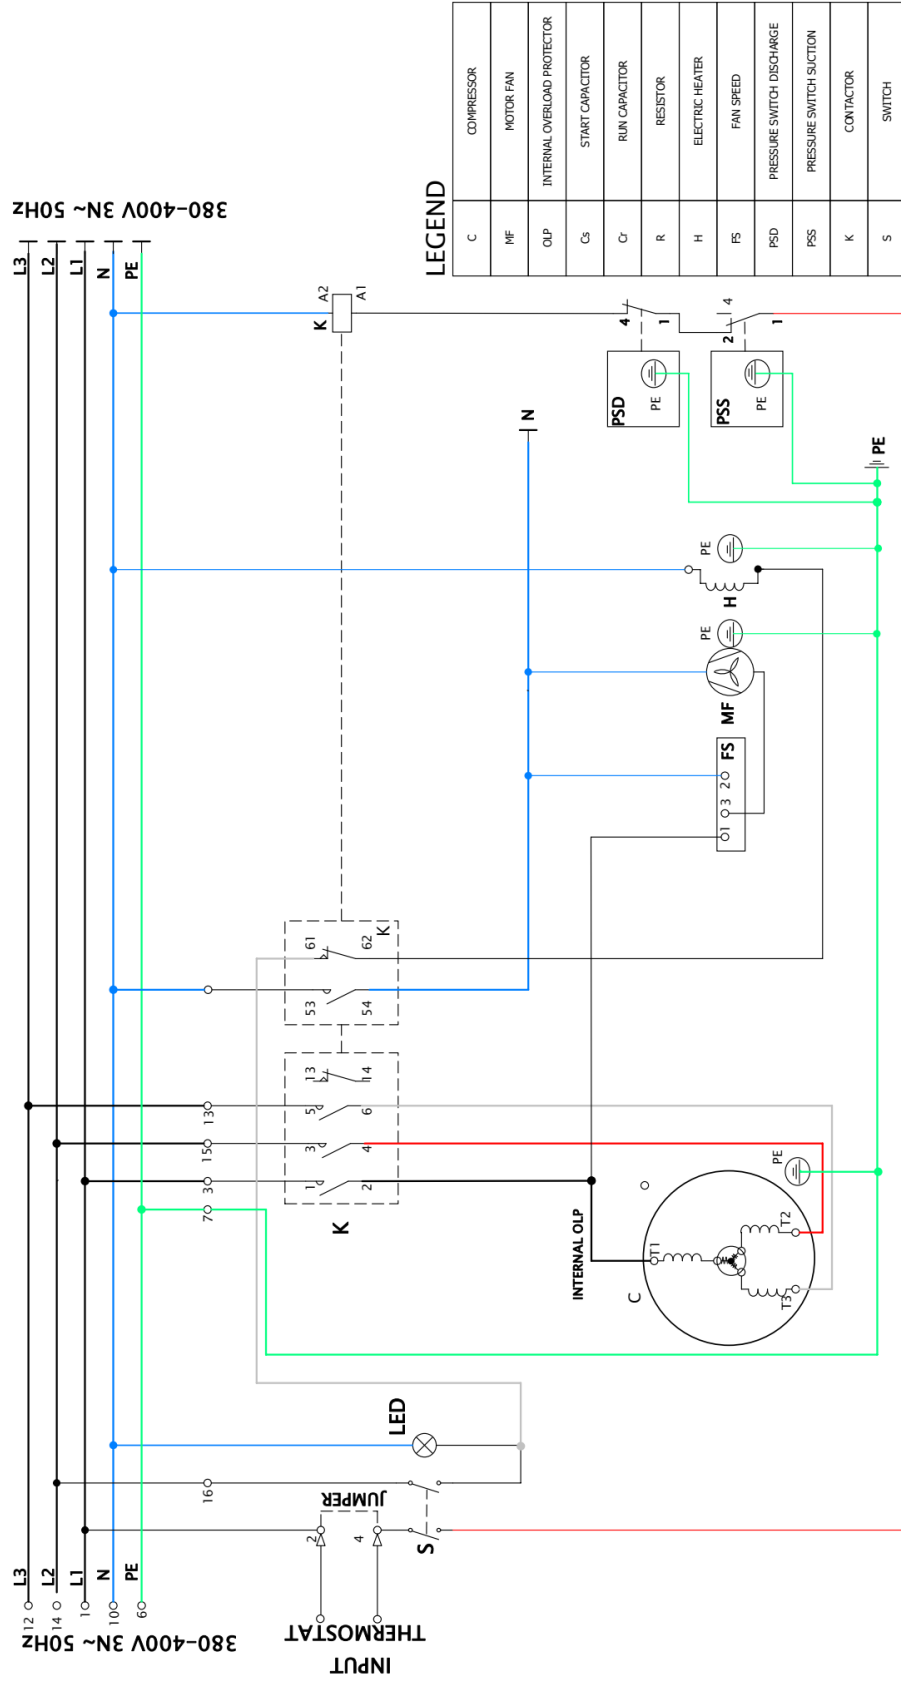 380-400V 3N~ 50Hz
L3
L2
L1
N
PE
12
14
1
10
6
380-400V 3N~ 50Hz
L3
L2
L1
N
PE
INPUT
THERMOSTAT
2
4
JUMPER
S
16
LED
7
3
15
13
K
1
2
3
4
5
6
13
14
53
54
61
62
K
K
A2
A1
N
INTERNAL OLP
C
T1
T2
T3
PE
FS
1
3
2
MF
PE
H
PE
PSD
PE
4
1
PSS
PE
2
4
1
PE
LEGEND
C COMPRESSOR
MF MOTOR FAN
OLP INTERNAL OVERLOAD PROTECTOR
Cs START CAPACITOR
Cr RUN CAPACITOR
R RESISTOR
H ELECTRIC HEATER
FS FAN SPEED
PSD PRESSURE SWITCH DISCHARGE
PSS PRESSURE SWITCH SUCTION
K CONTACTOR
S SWITCH